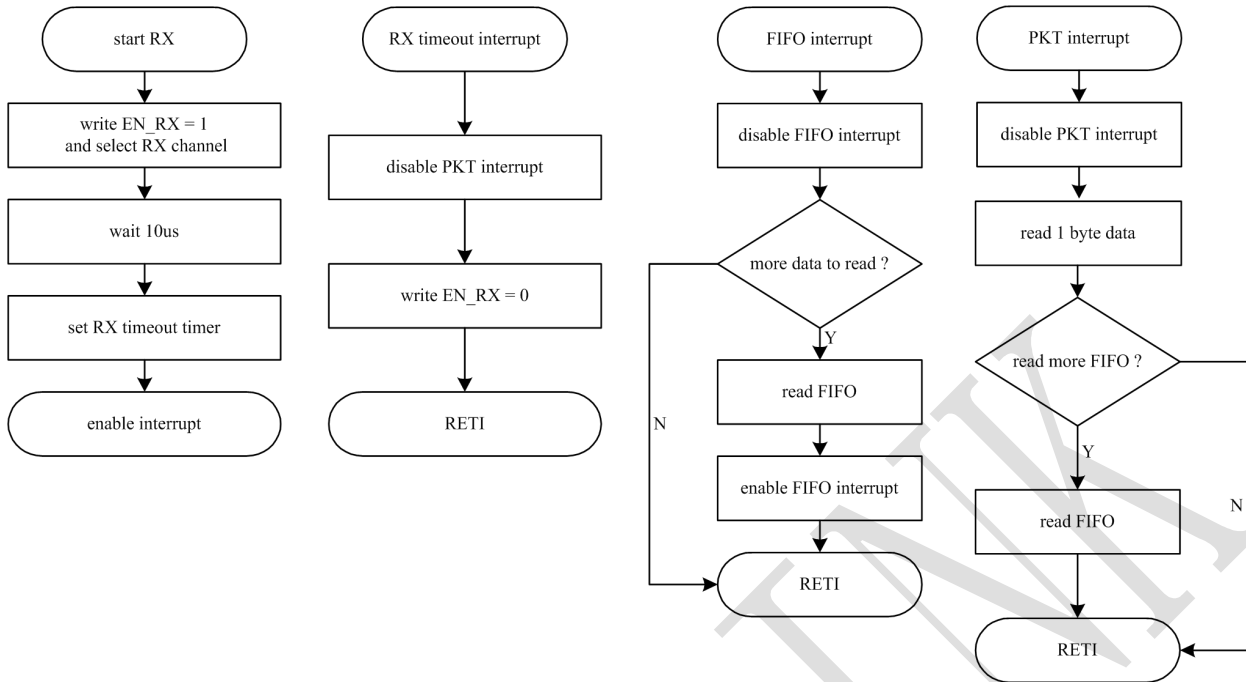 start RX
write EN_RX = 1
and select RX channel
wait 10us
set RX timeout timer
enable interrupt
RX timeout interrupt
disable PKT interrupt
write EN_RX = 0
RETI
FIFO interrupt
disable FIFO interrupt
more data to read ?
Y
N
read FIFO
enable FIFO interrupt
RETI
PKT interrupt
disable PKT interrupt
read 1 byte data
read more FIFO ?
Y
N
read FIFO
RETI